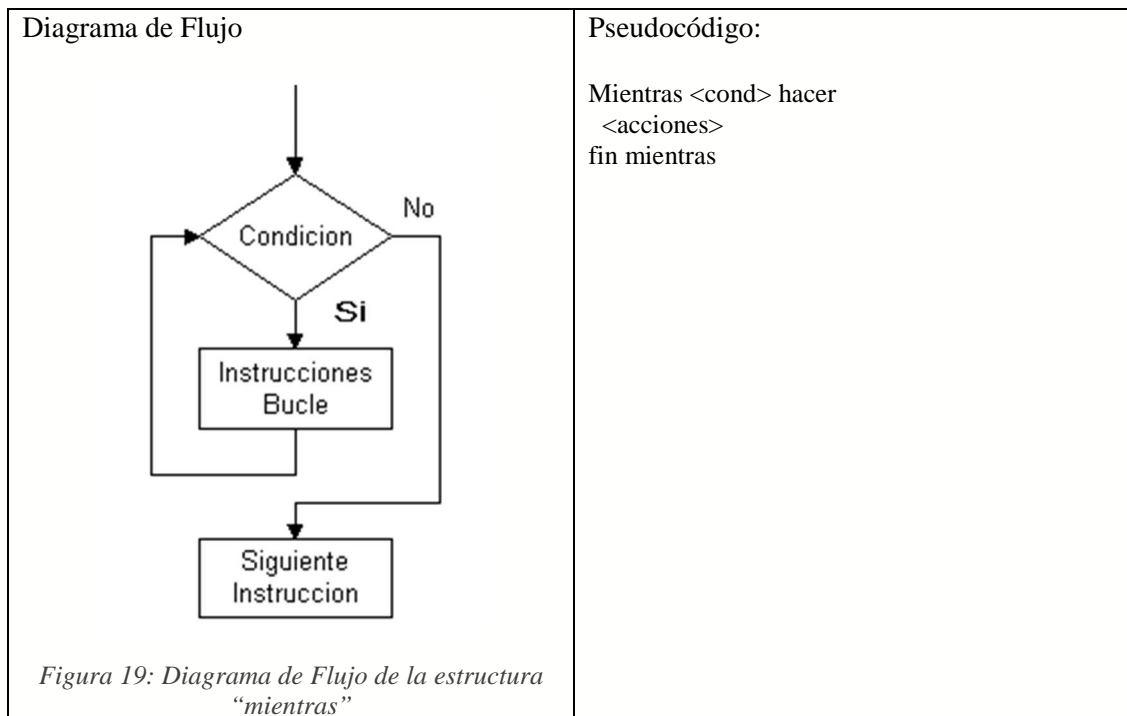 Diagrama de Flujo
No
Condicion
Si
Instrucciones
Bucle
Siguiente
Instruccion
Figura 19: Diagrama de Flujo de la estructura
“mientras”
Pseudocódigo:
Mientras <cond> hacer
<acciones>
fin mientras